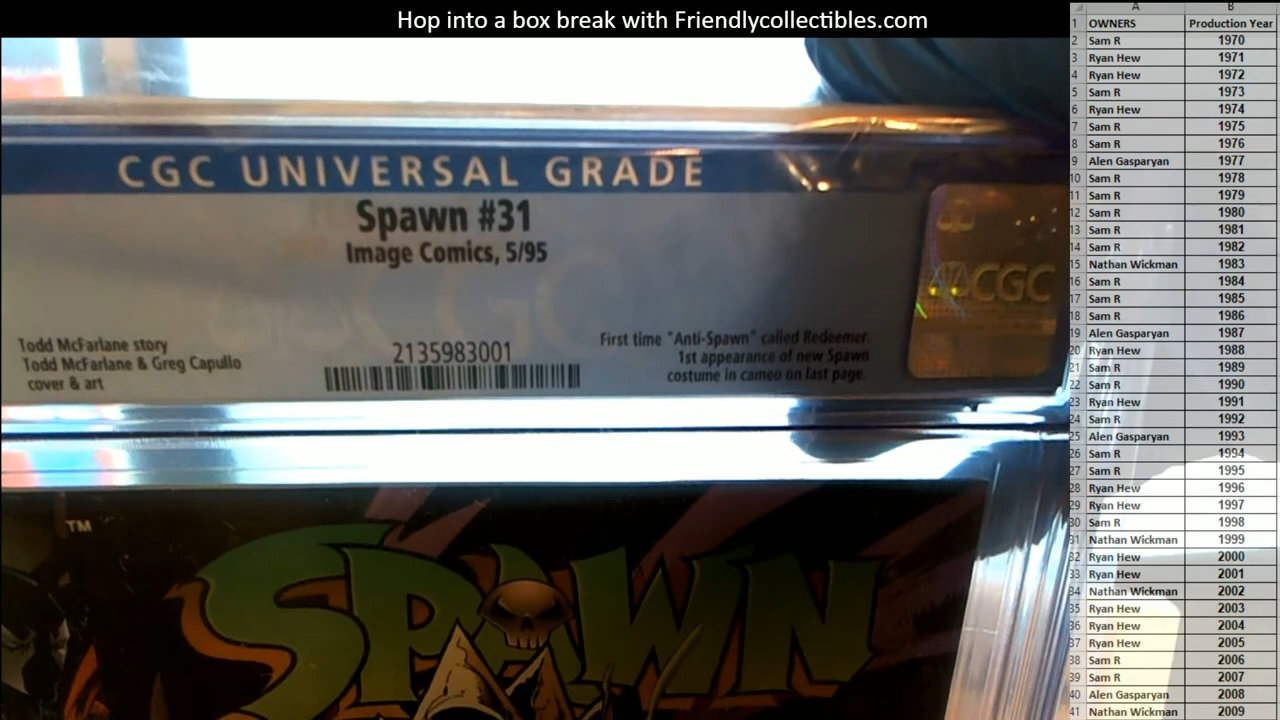 Hop into a box break with Friendlycollectibles.com
CGC UNIVERSAL GRADE
Spawn #31
Image Comics, 5/95
Todd McFarlane story
Todd McFarlane & Greg Capullo
cover & art
2135983001
First time "Anti-Spawn" called Redeemer.
1st appearance of new Spawn
costume in cameo on last page.
CGC
TM
SPAWN
A B
1 OWNERS Production Year
2 Sam R 1970
3 Ryan Hew 1971
4 Ryan Hew 1972
5 Sam R 1973
6 Ryan Hew 1974
7 Sam R 1975
8 Sam R 1976
9 Alen Gasparyan 1977
10 Sam R 1978
11 Sam R 1979
12 Sam R 1980
13 Sam R 1981
14 Sam R 1982
15 Nathan Wickman 1983
16 Sam R 1984
17 Sam R 1985
18 Sam R 1986
19 Alen Gasparyan 1987
20 Ryan Hew 1988
21 Sam R 1989
22 Sam R 1990
23 Ryan Hew 1991
24 Sam R 1992
25 Alen Gasparyan 1993
26 Sam R 1994
27 Sam R 1995
28 Ryan Hew 1996
29 Ryan Hew 1997
30 Sam R 1998
31 Nathan Wickman 1999
32 Ryan Hew 2000
33 Ryan Hew 2001
34 Nathan Wickman 2002
35 Ryan Hew 2003
36 Ryan Hew 2004
37 Ryan Hew 2005
38 Sam R 2006
39 Sam R 2007
40 Alen Gasparyan 2008
41 Nathan Wickman 2009